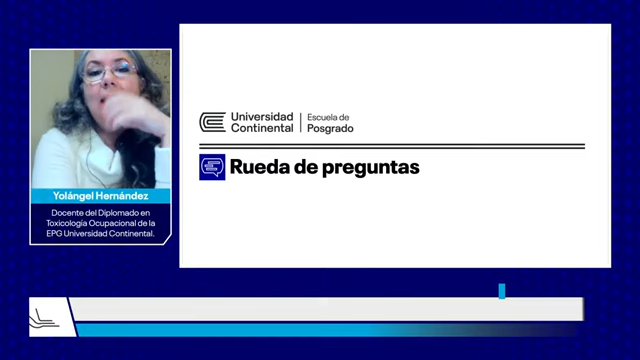 Universidad
Continental
Escuela de
Posgrado
Rueda de preguntas
Yolángel Hernández
Docente del Diplomado en
Toxicología Ocupacional de la
EPG Universidad Continental.